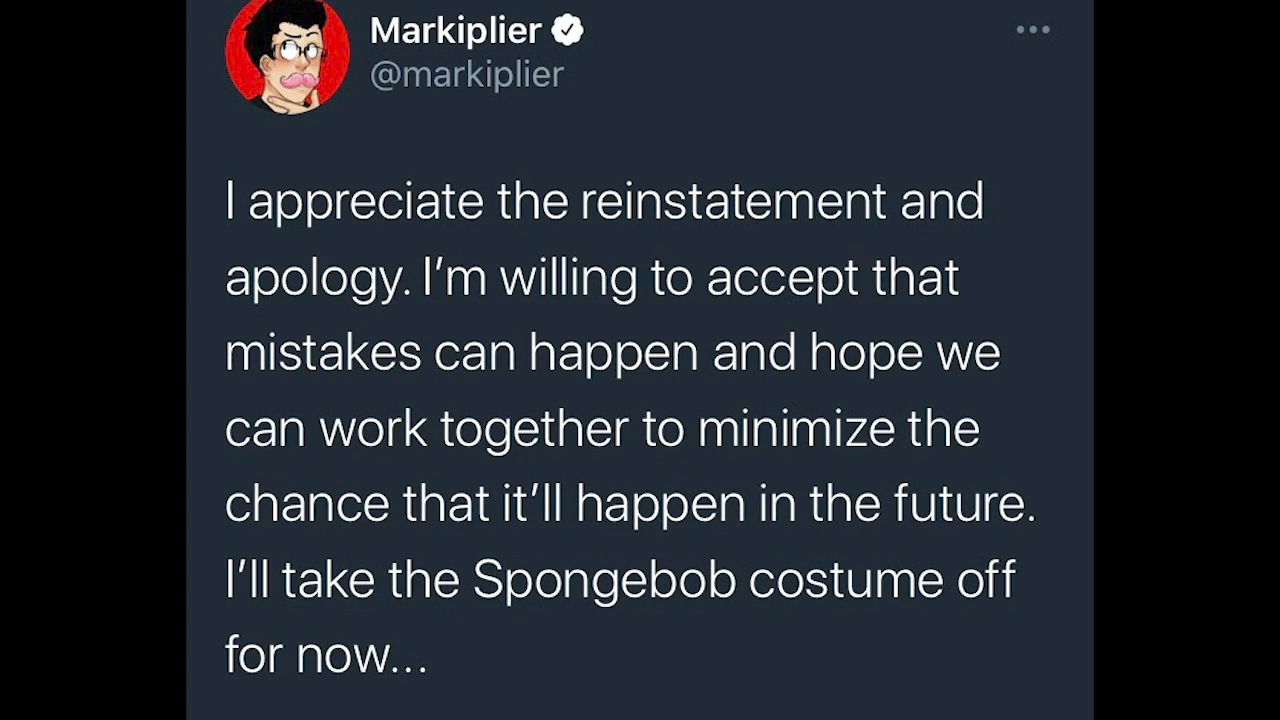 Markiplier
@markiplier
I appreciate the reinstatement and
apology. I'm willing to accept that
mistakes can happen and hope we
can work together to minimize the
chance that it'll happen in the future.
I'll take the Spongebob costume off
for now...